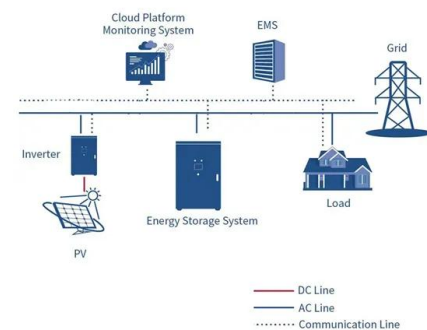 Cloud Platform
Monitoring System
EMS
Grid
Inverter
Energy Storage System
Load
PV
DC Line
AC Line
Communication Line